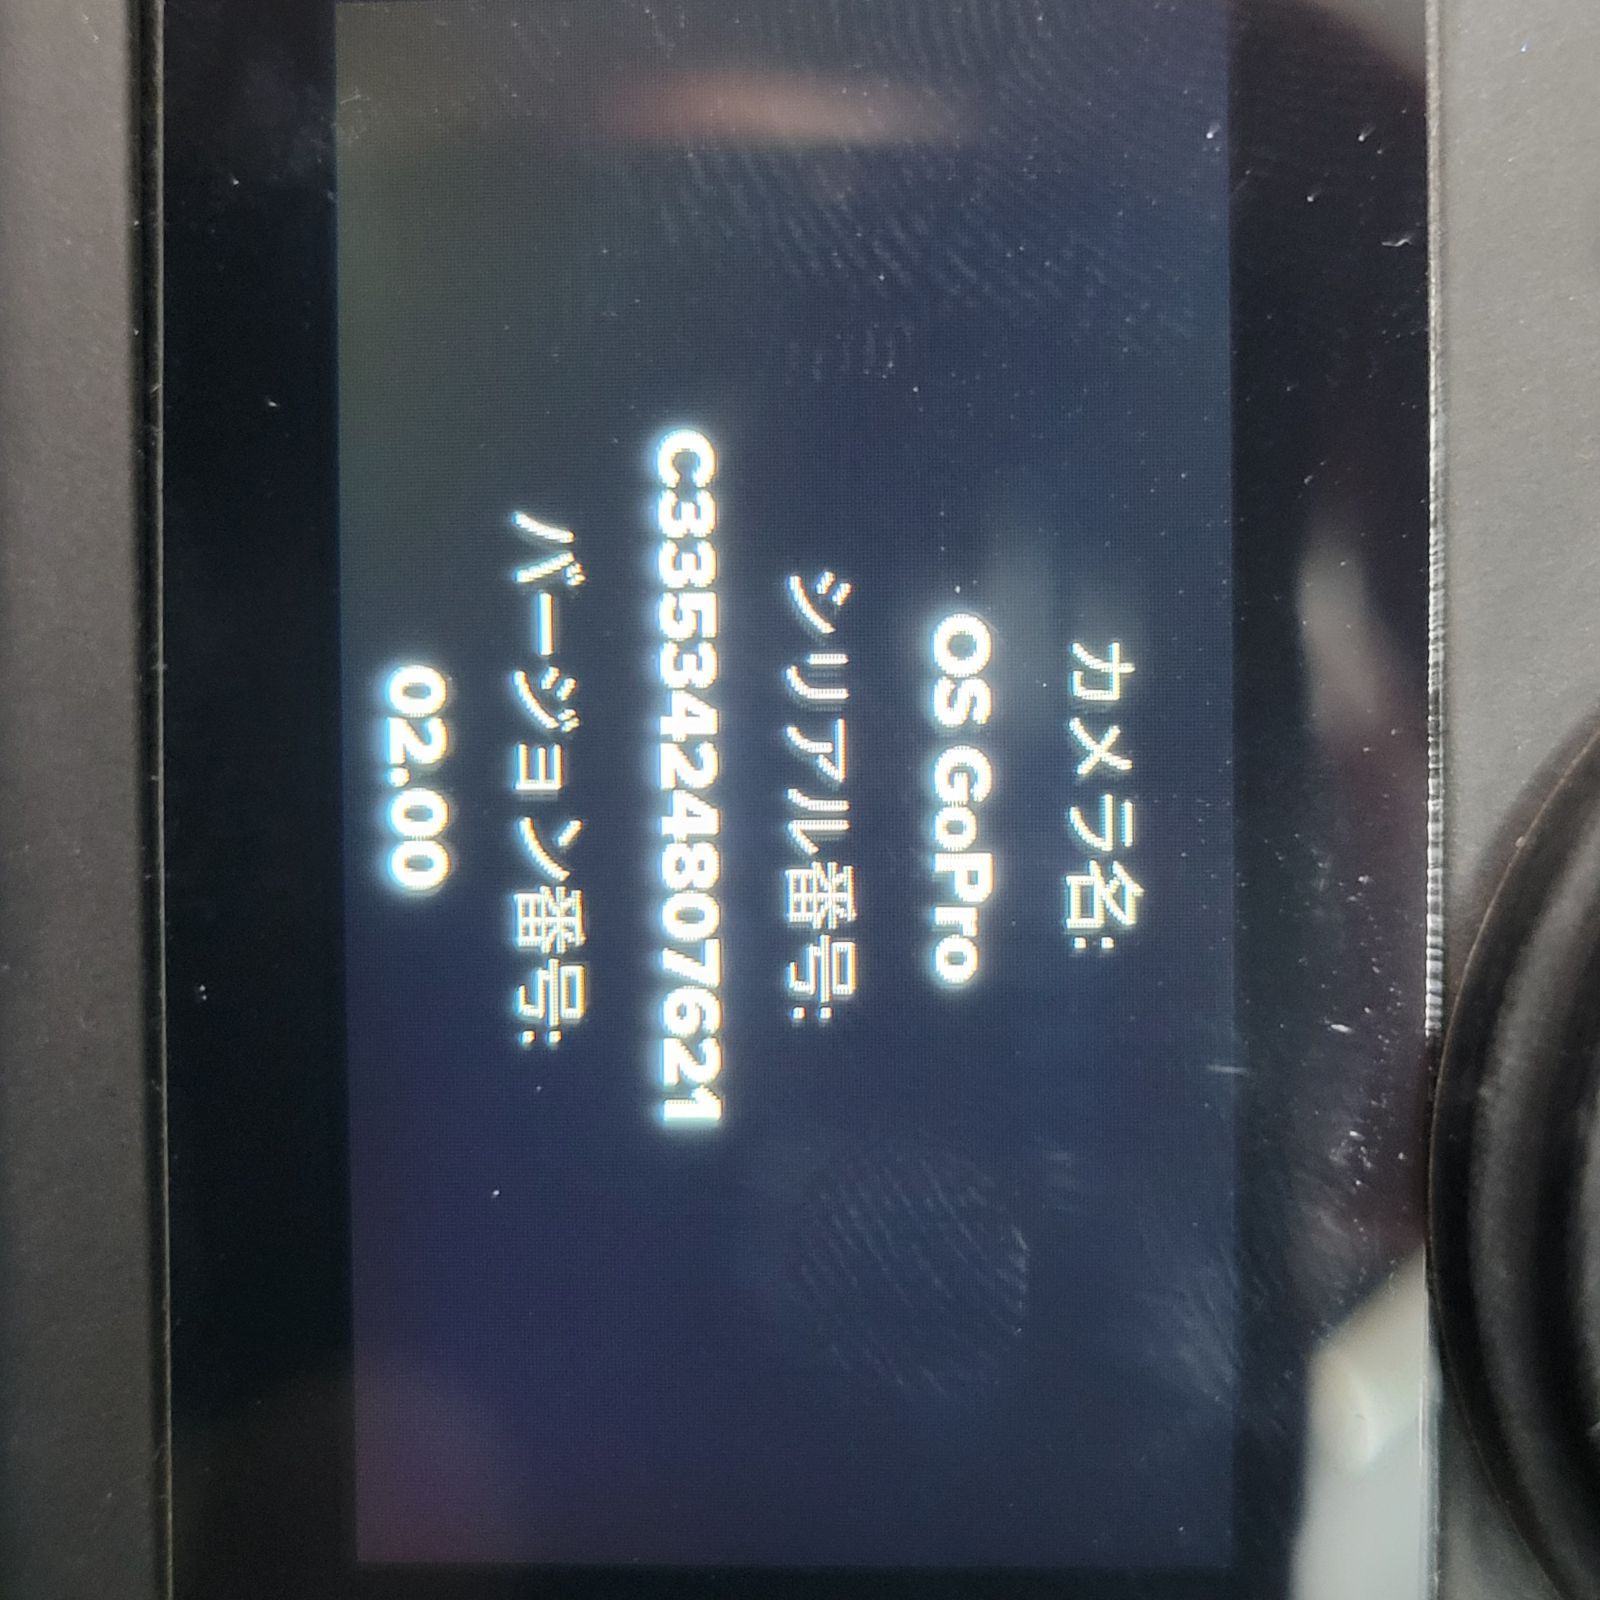 カメラ名:
OS GoPro
シリアル番号:
C3353424807621
バージョン番号:
02.00